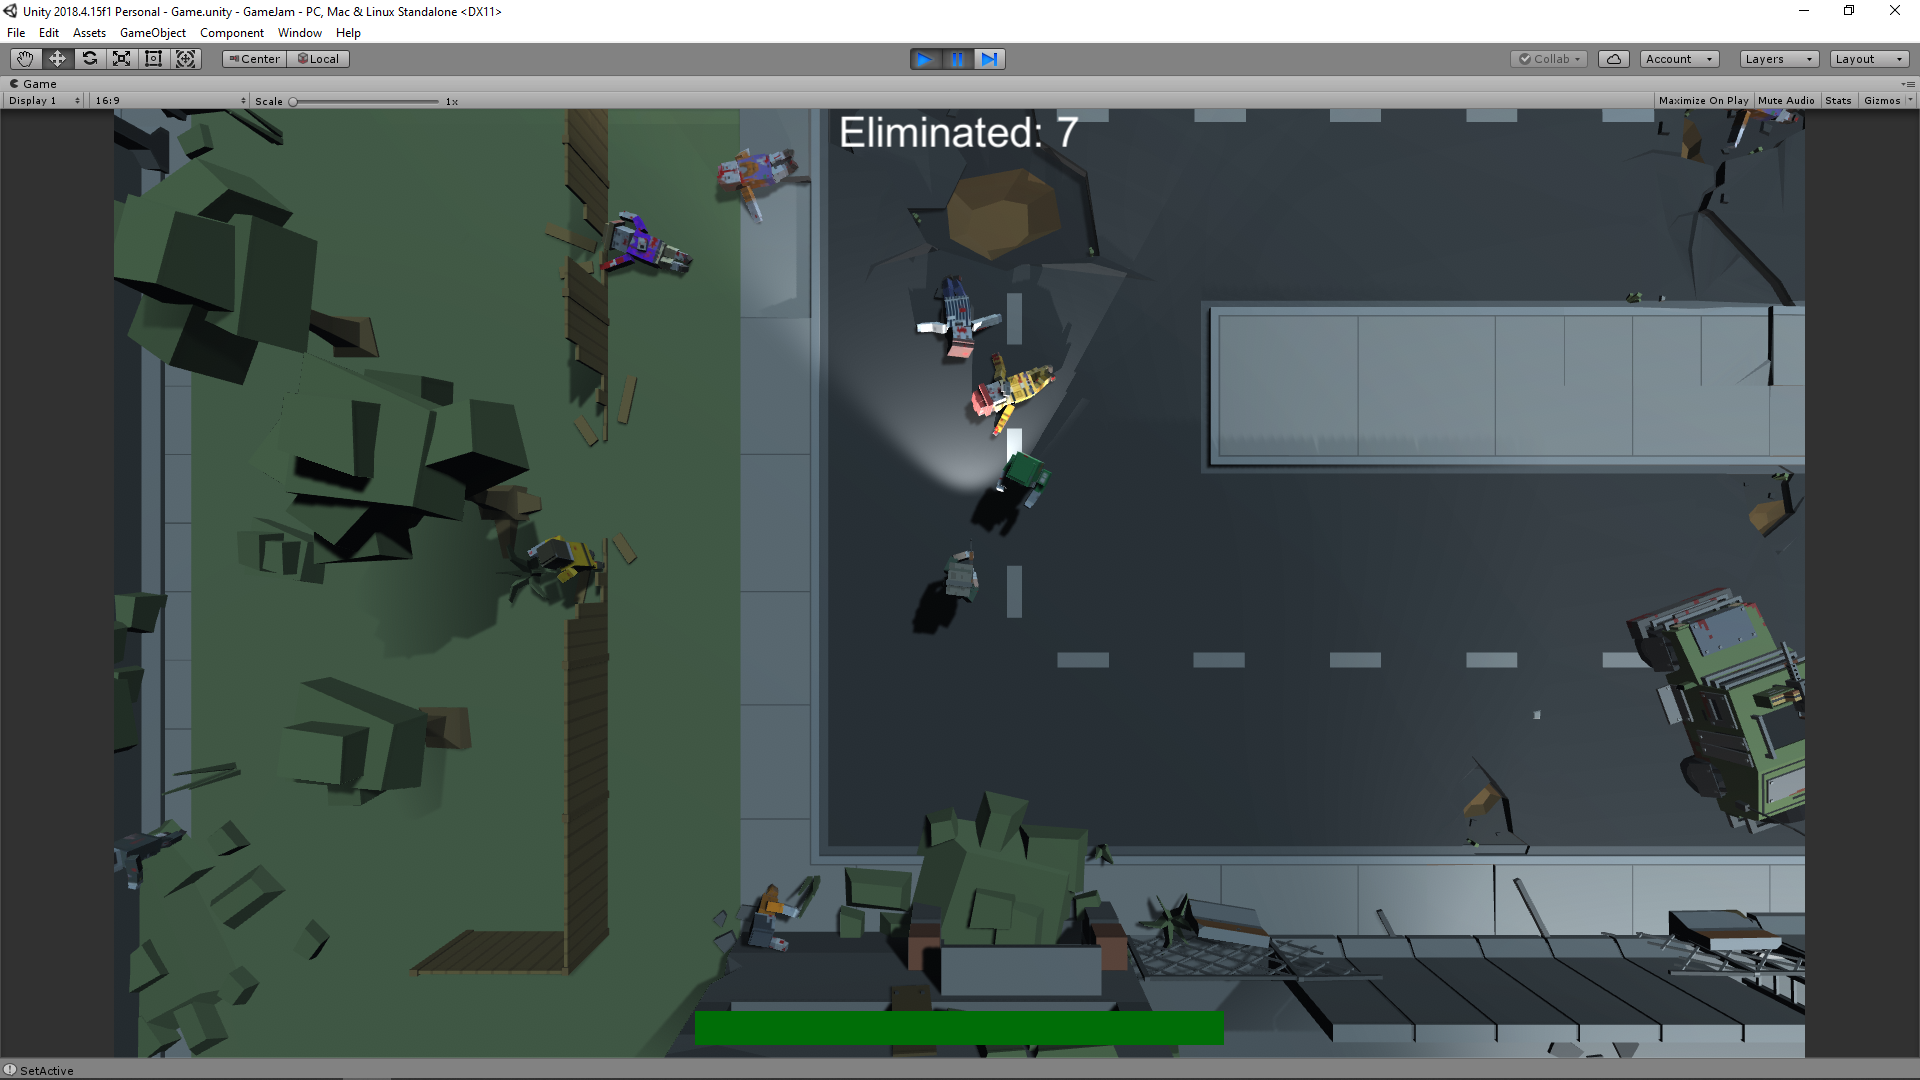 Unity 2018.4.15f1 Personal - Game.unity - GameJam - PC, Mac & Linux Standalone <DX11>
File Edit Assets GameObject Component Window Help
Center Local Collab Account Layers Layout
Game
Display 1 16:9 Scale 1x Maximize On Play Mute Audio Stats Gizmos
Eliminated: 7
SetActive